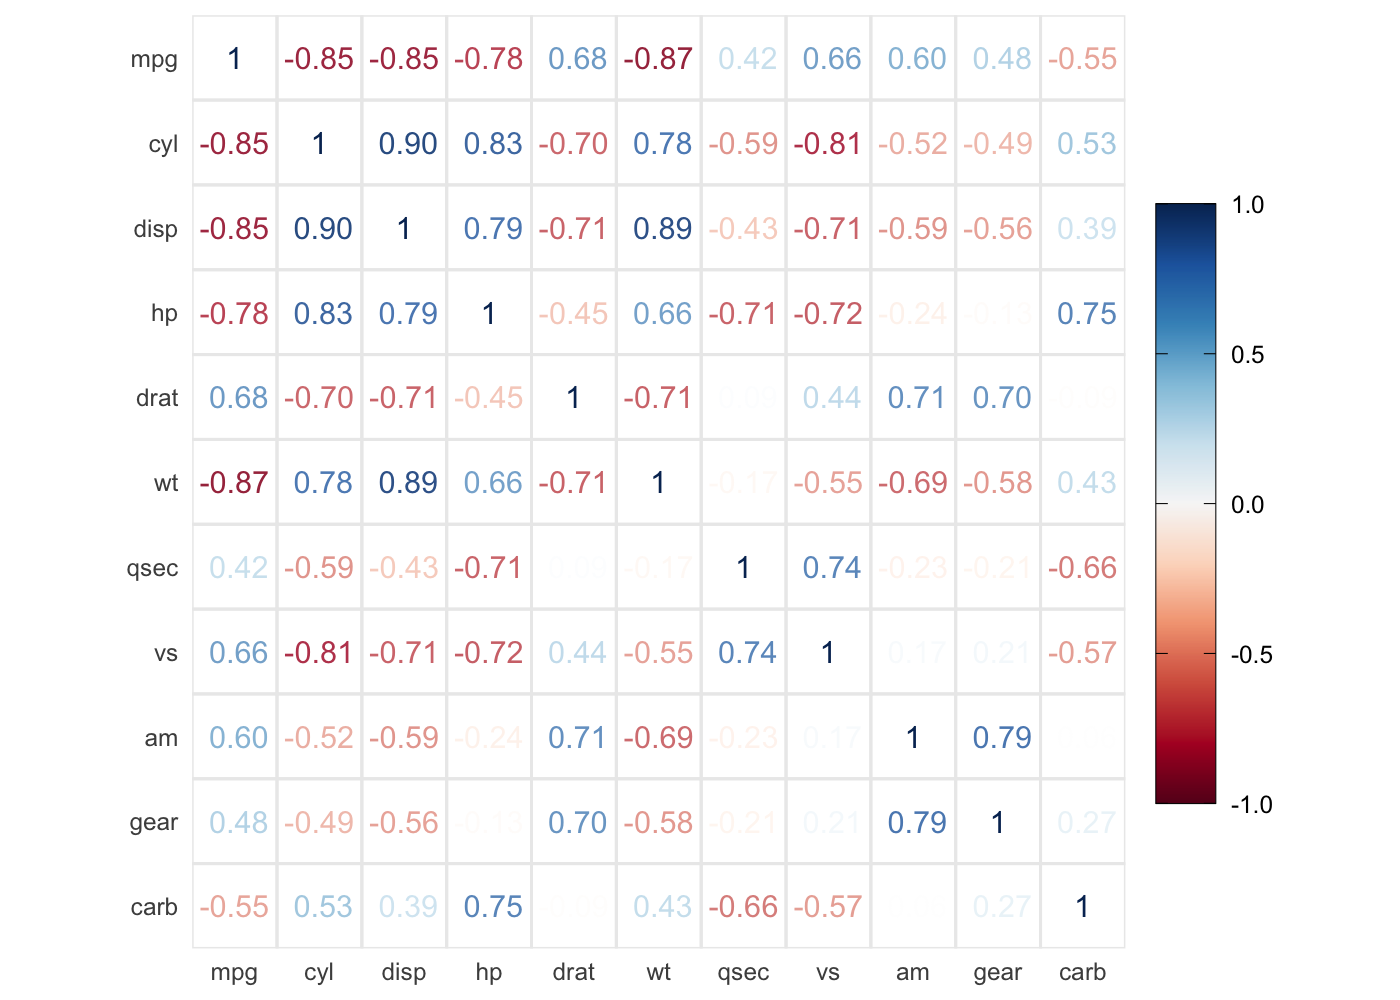 mpg 1 -0.85 -0.85 -0.78 0.68 -0.87 0.42 0.66 0.60 0.48 -0.55
cyl -0.85 1 0.90 0.83 -0.70 0.78 -0.59 -0.81 -0.52 -0.49 0.53
disp -0.85 0.90 1 0.79 -0.71 0.89 -0.43 -0.71 -0.59 -0.56 0.39
hp -0.78 0.83 0.79 1 -0.45 0.66 -0.71 -0.72 -0.24 -0.13 0.75
drat 0.68 -0.70 -0.71 -0.45 1 -0.71 0.44 0.71 0.70
wt -0.87 0.78 0.89 0.66 -0.71 1 -0.17 -0.55 -0.69 -0.58 0.43
qsec 0.42 -0.59 -0.43 -0.71 -0.17 1 0.74 -0.23 -0.21 -0.66
vs 0.66 -0.81 -0.71 -0.72 0.44 -0.55 0.74 1 0.17 0.21 -0.57
am 0.60 -0.52 -0.59 -0.24 0.71 -0.69 -0.23 0.17 1 0.79
gear 0.48 -0.49 -0.56 -0.13 0.70 -0.58 -0.21 0.21 0.79 1 0.27
carb -0.55 0.53 0.39 0.75 0.43 -0.66 -0.57 0.27 1
mpg cyl disp hp drat wt qsec vs am gear carb
1.0
0.5
0.0
-0.5
-1.0